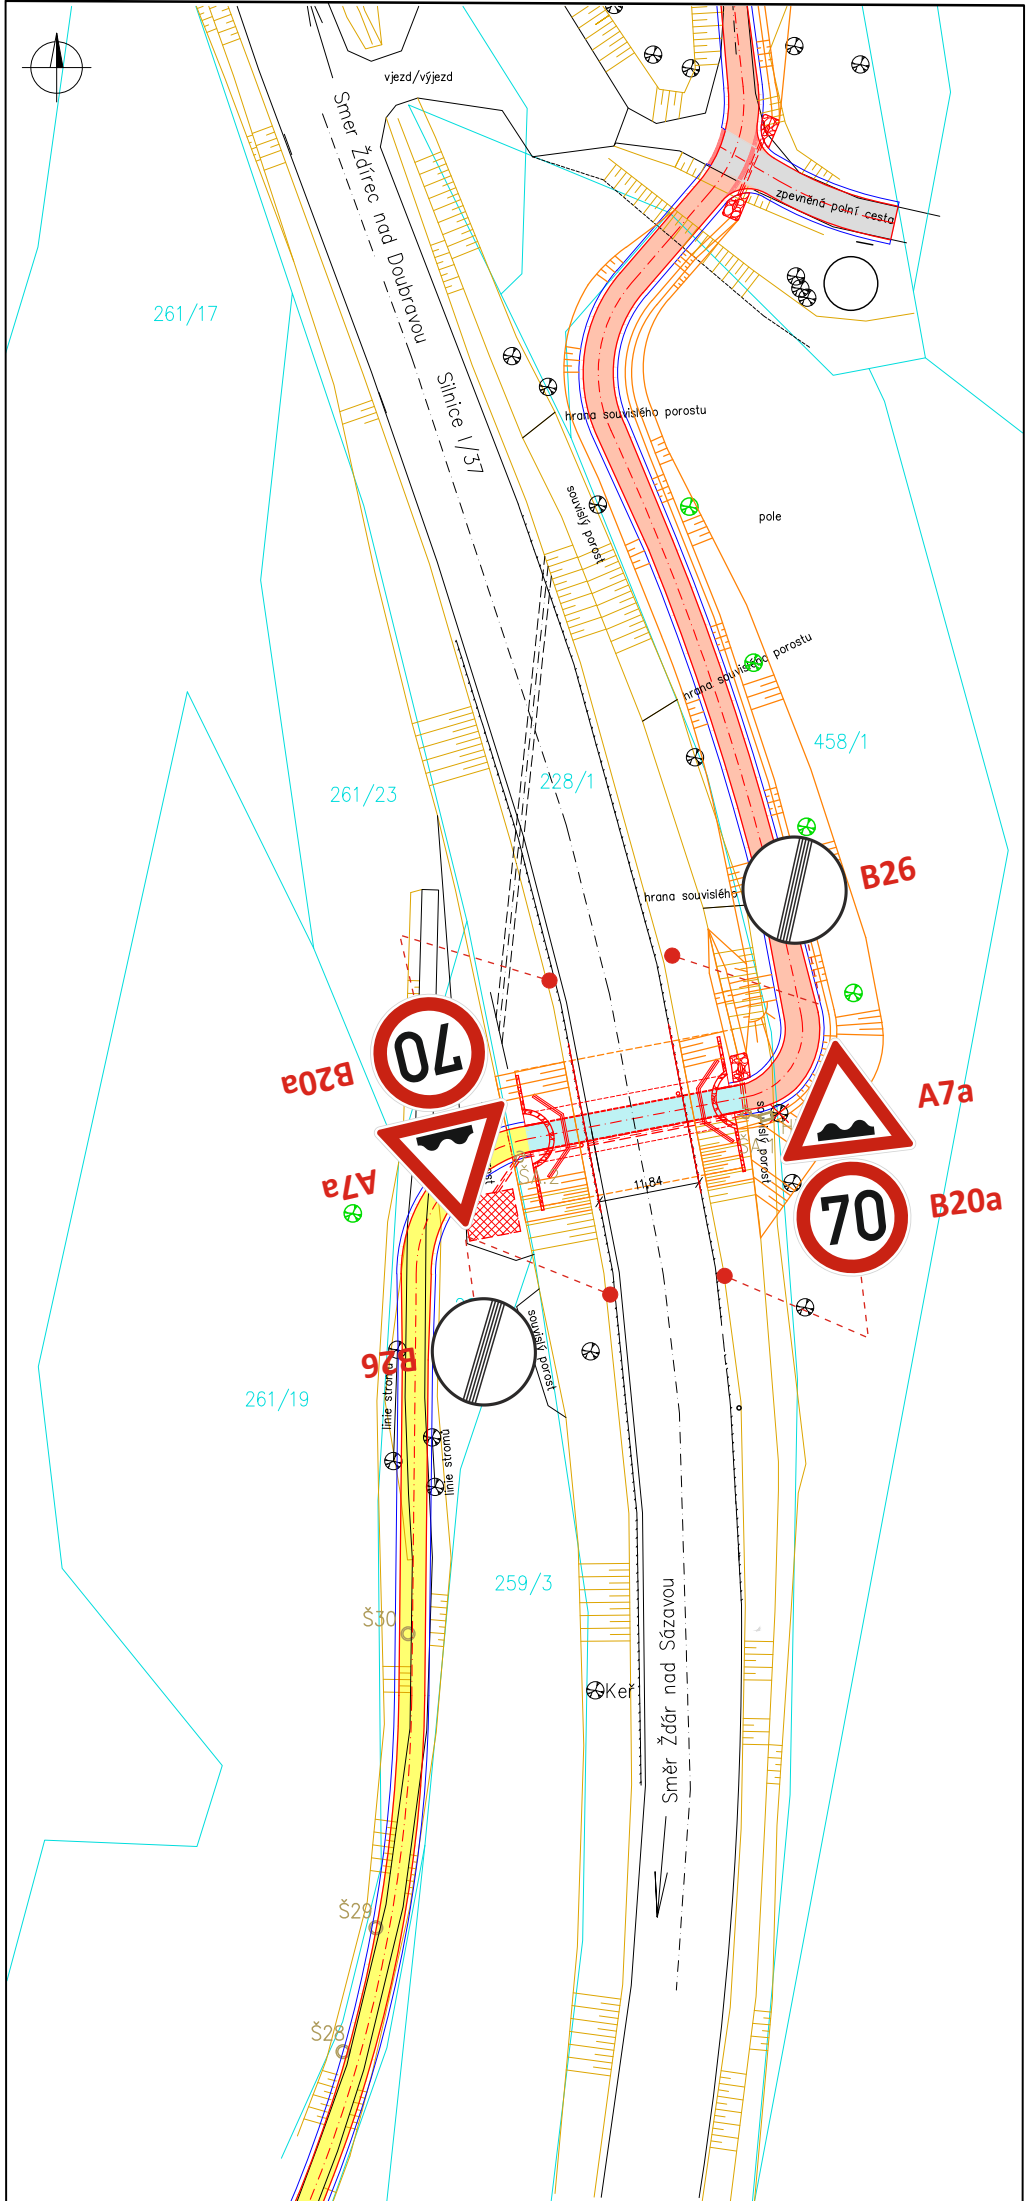 vjezd/výjezd
Směr Ždírec nad Doubravou
Silnice I/37
zpevněná polní cesta
261/17
hrana souvislého porostu
souvislý porost
pole
hrana souvislého porostu
458/1
261/23
228/1
hrana souvislého
B26
70
B20a
A7a
A7a
souvislý porost
11,84
70
B20a
B26
souvislý porost
linie stromů
261/19
linie stromů
259/3
Š30
Směr Žďár nad Sázavou
Keř
Š29
Š28